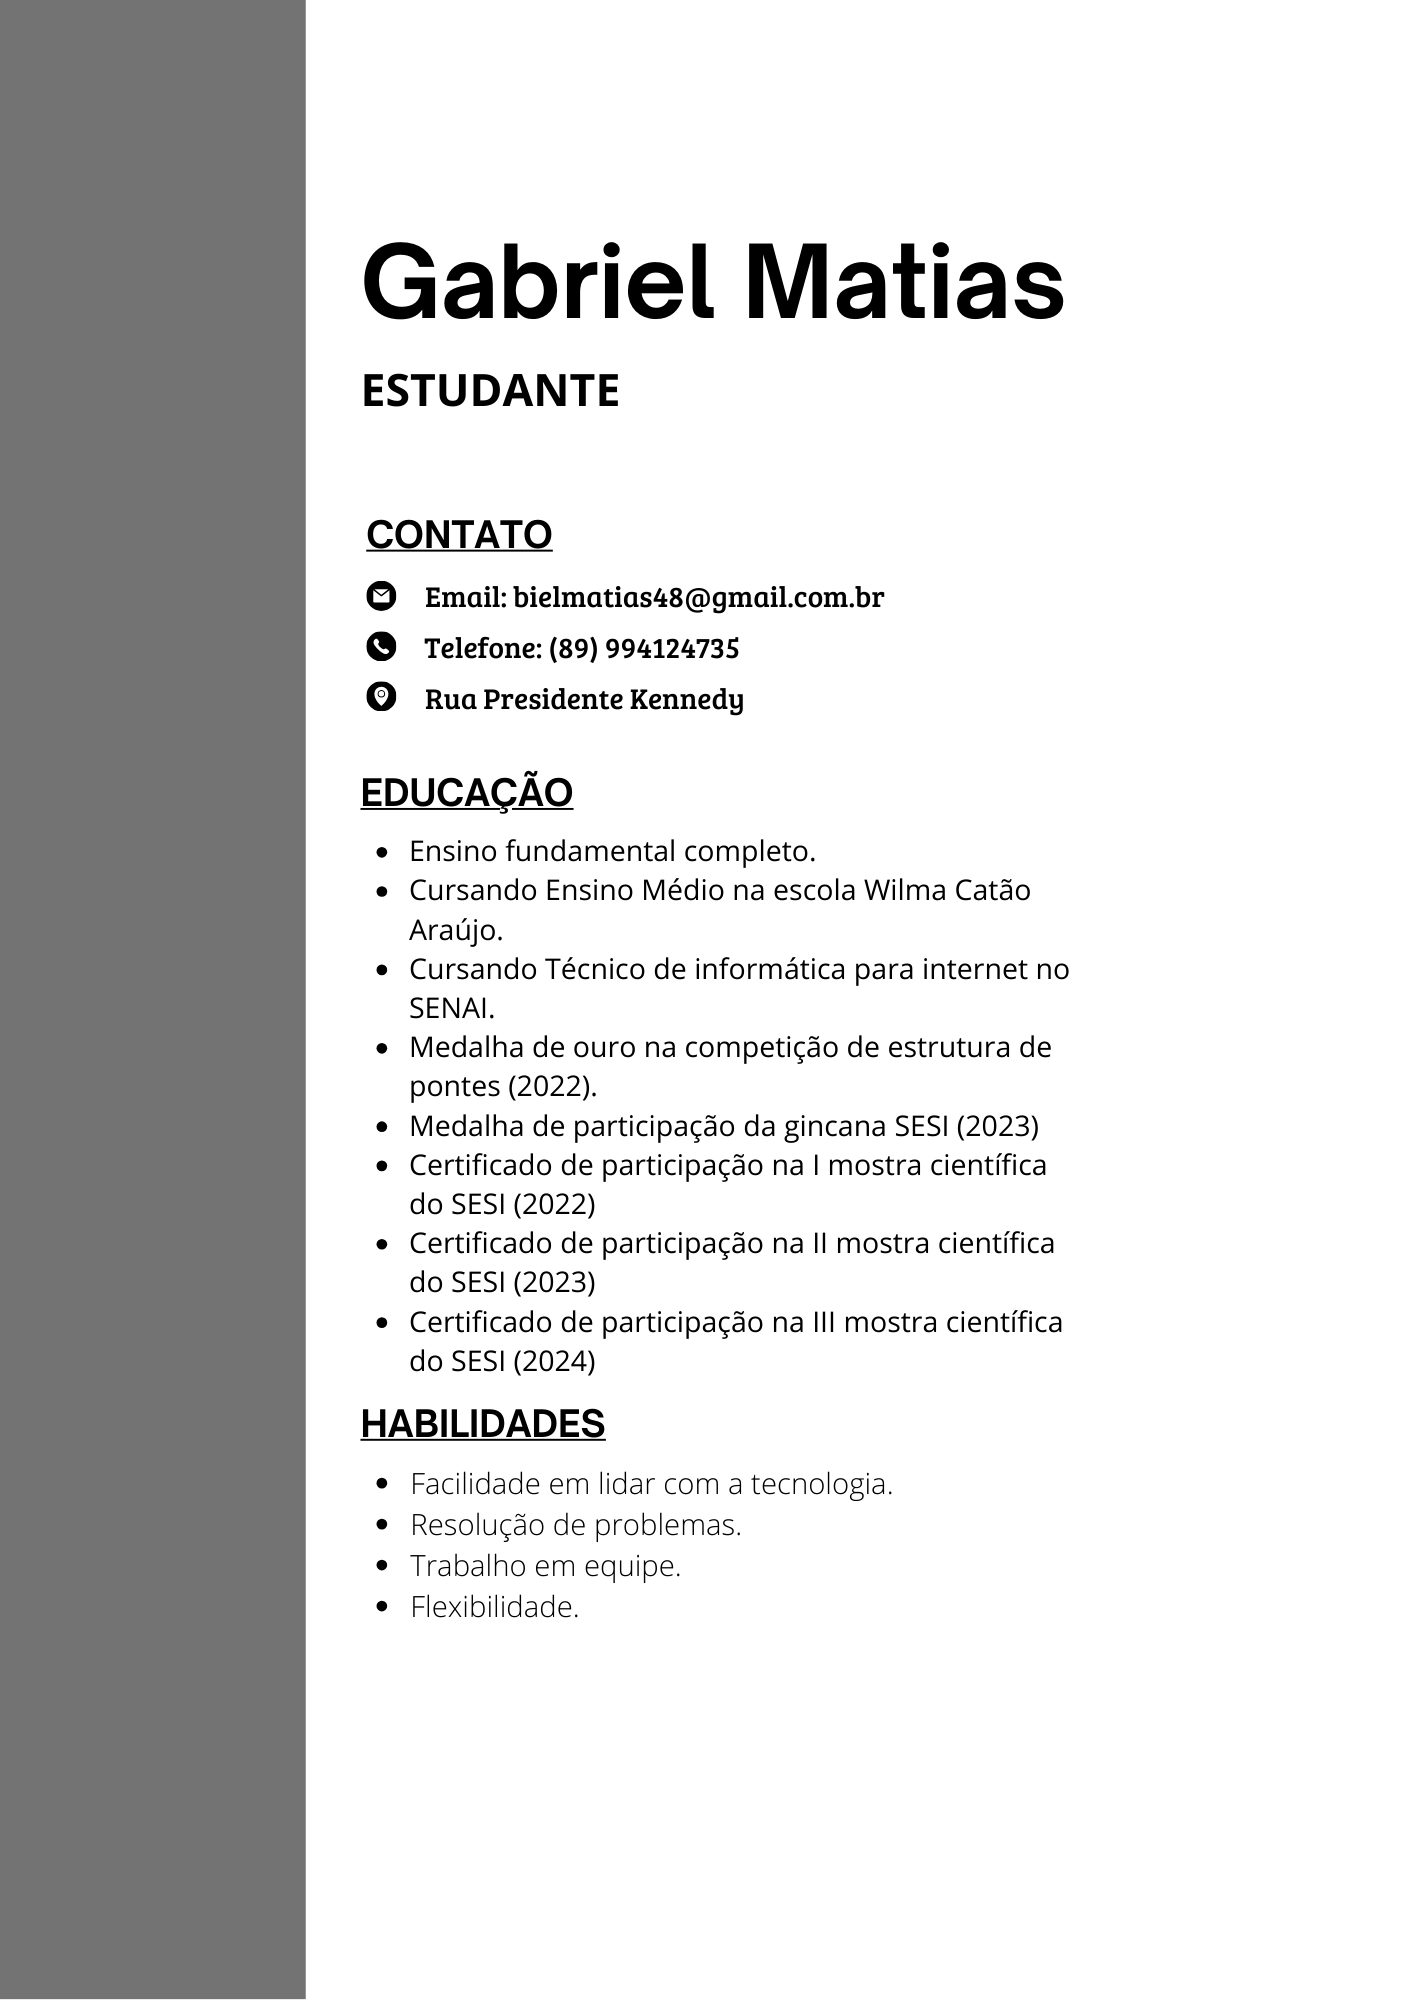 Gabriel Matias
ESTUDANTE
CONTATO
Email: bielmatias48@gmail.com.br
Telefone: (89) 994124735
Rua Presidente Kennedy
EDUCAÇÃO
• Ensino fundamental completo.
• Cursando Ensino Médio na escola Wilma Catão
Araújo.
• Cursando Técnico de informática para internet no
SENAI.
• Medalha de ouro na competição de estrutura de
pontes (2022).
• Medalha de participação da gincana SESI (2023)
• Certificado de participação na I mostra científica
do SESI (2022)
• Certificado de participação na II mostra científica
do SESI (2023)
• Certificado de participação na III mostra científica
do SESI (2024)
HABILIDADES
• Facilidade em lidar com a tecnologia.
• Resolução de problemas.
• Trabalho em equipe.
• Flexibilidade.